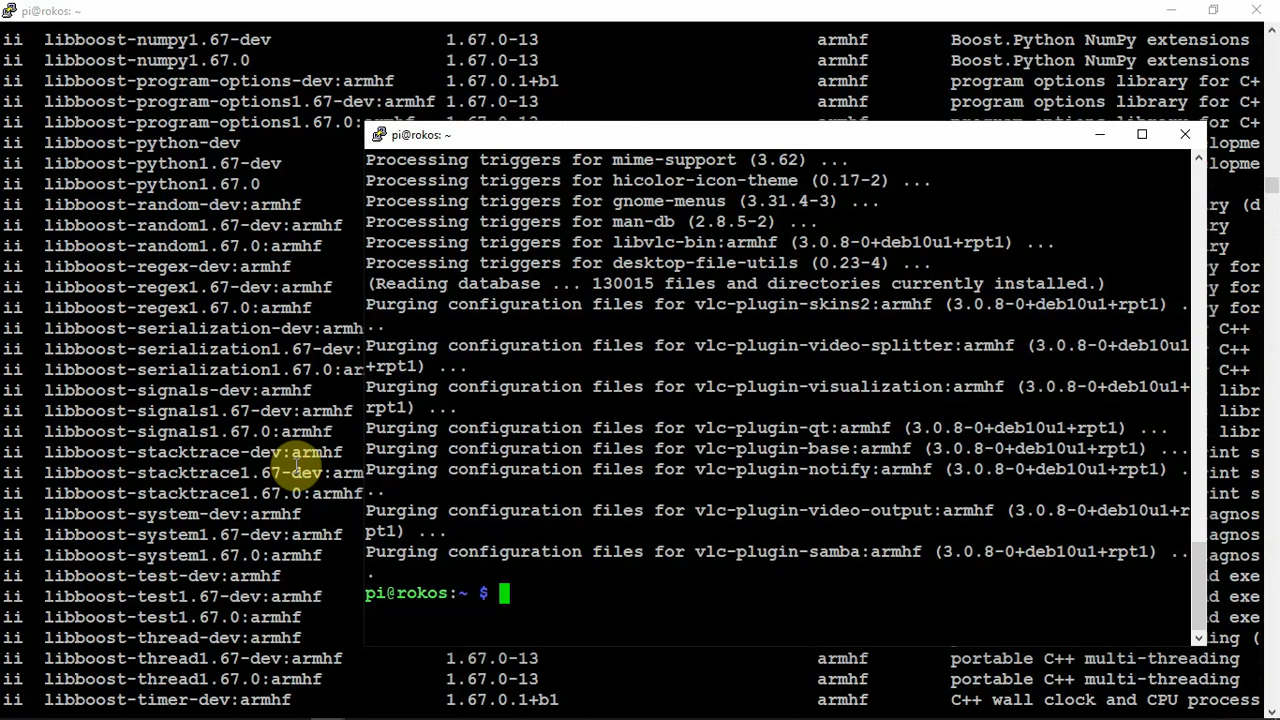 pi@rokos: ~
ii libboost-numpy1.67-dev 1.67.0-13 armhf Boost.Python NumPy extensions
ii libboost-numpy1.67.0 1.67.0-13 armhf Boost.Python NumPy extensions
ii libboost-program-options-dev:armhf 1.67.0.1+b1 armhf program options library for C+
ii libboost-program-options1.67-dev:armhf 1.67.0-13 armhf program options library for C+
ii libboost-program-options1.67.0:
ii libboost-python-dev lopme
ii libboost-python1.67-dev lopme
ii libboost-python1.67.0
ii libboost-random-dev:armhf ry (d
ii libboost-random1.67-dev:armhf ry
ii libboost-random1.67.0:armhf ry
ii libboost-regex-dev:armhf y for
ii libboost-regex1.67-dev:armhf y for
ii libboost-regex1.67.0:armhf y for
ii libboost-serialization-dev:armh C++
ii libboost-serialization1.67-dev: C++
ii libboost-serialization1.67.0:ar C++
ii libboost-signals-dev:armhf libr
ii libboost-signals1.67-dev:armhf libr
ii libboost-signals1.67.0:armhf libr
ii libboost-stacktrace-dev:armhf int s
ii libboost-stacktrace1.67-dev:arm int s
ii libboost-stacktrace1.67.0:armhf int s
ii libboost-system-dev:armhf agnos
ii libboost-system1.67-dev:armhf agnos
ii libboost-system1.67.0:armhf agnos
ii libboost-test-dev:armhf d exe
ii libboost-test1.67-dev:armhf d exe
ii libboost-test1.67.0:armhf d exe
ii libboost-thread-dev:armhf ing (
ii libboost-thread1.67-dev:armhf 1.67.0-13 armhf portable C++ multi-threading
ii libboost-thread1.67.0:armhf 1.67.0-13 armhf portable C++ multi-threading
ii libboost-timer-dev:armhf 1.67.0.1+b1 armhf C++ wall clock and CPU process
pi@rokos: ~
Processing triggers for mime-support (3.62) ...
Processing triggers for hicolor-icon-theme (0.17-2) ...
Processing triggers for gnome-menus (3.31.4-3) ...
Processing triggers for man-db (2.8.5-2) ...
Processing triggers for libvlc-bin:armhf (3.0.8-0+deb10u1+rpt1) ...
Processing triggers for desktop-file-utils (0.23-4) ...
(Reading database ... 130015 files and directories currently installed.)
Purging configuration files for vlc-plugin-skins2:armhf (3.0.8-0+deb10u1+rpt1) .
..
Purging configuration files for vlc-plugin-video-splitter:armhf (3.0.8-0+deb10u1
+rpt1) ...
Purging configuration files for vlc-plugin-visualization:armhf (3.0.8-0+deb10u1+
rpt1) ...
Purging configuration files for vlc-plugin-qt:armhf (3.0.8-0+deb10u1+rpt1) ...
Purging configuration files for vlc-plugin-base:armhf (3.0.8-0+deb10u1+rpt1) ...
Purging configuration files for vlc-plugin-notify:armhf (3.0.8-0+deb10u1+rpt1) .
..
Purging configuration files for vlc-plugin-video-output:armhf (3.0.8-0+deb10u1+r
pt1) ...
Purging configuration files for vlc-plugin-samba:armhf (3.0.8-0+deb10u1+rpt1) ..
.
pi@rokos:~ $